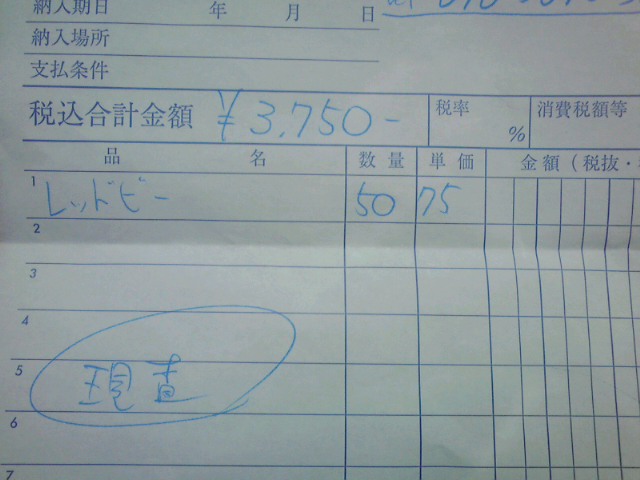 納入期日 年 月 日
納入場所
支払条件
税込合計金額 ¥3,750- 税率 % 消費税額等
品名 数量 単価 金額(税抜・
1 レッドビー 50 75
2
3
4
5 現直
6
7